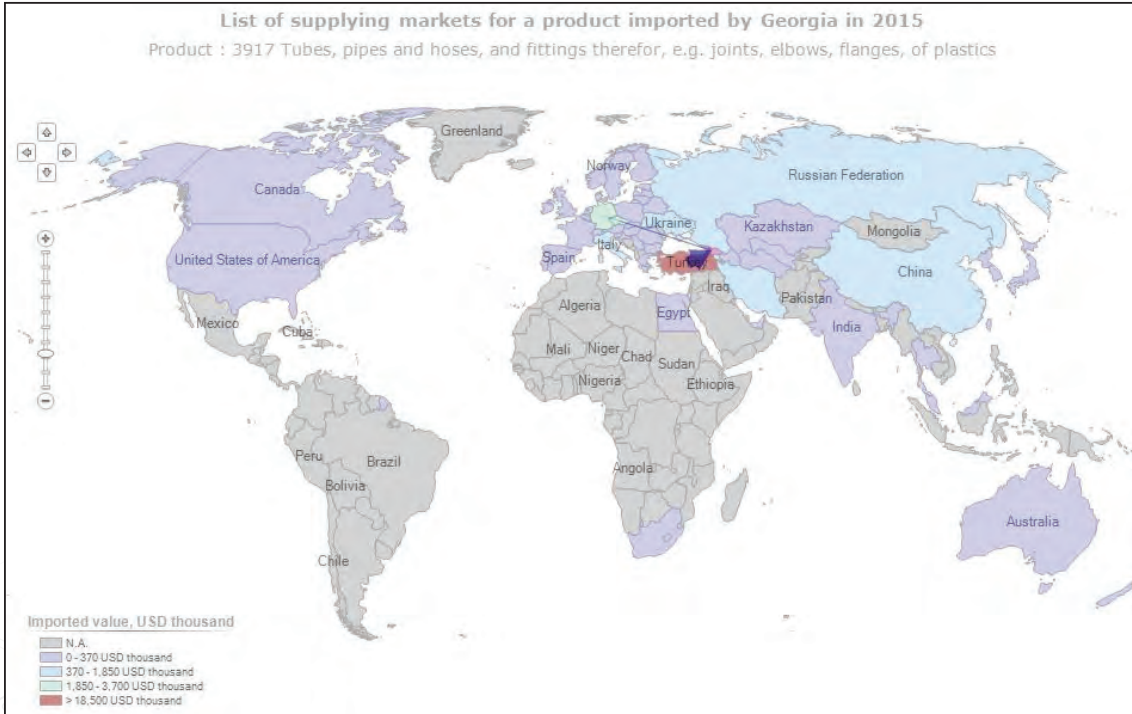 List of supplying markets for a product imported by Georgia in 2015
Product : 3917 Tubes, pipes and hoses, and fittings therefor, e.g. joints, elbows, flanges, of plastics
Greenland
Norway
Russian Federation
Canada
Ukraine
Kazakhstan
Mongolia
Italy
Spain
United States of America
Turkey
China
Iraq
Pakistan
Algeria
Egypt
India
Mexico
Cuba
Mali
Niger
Chad
Sudan
Nigeria
Ethiopia
Peru
Brazil
Angola
Bolivia
Australia
Chile
Imported value, USD thousand
N.A.
0 - 370 USD thousand
370 - 1,850 USD thousand
1,850 - 3,700 USD thousand
> 18,500 USD thousand